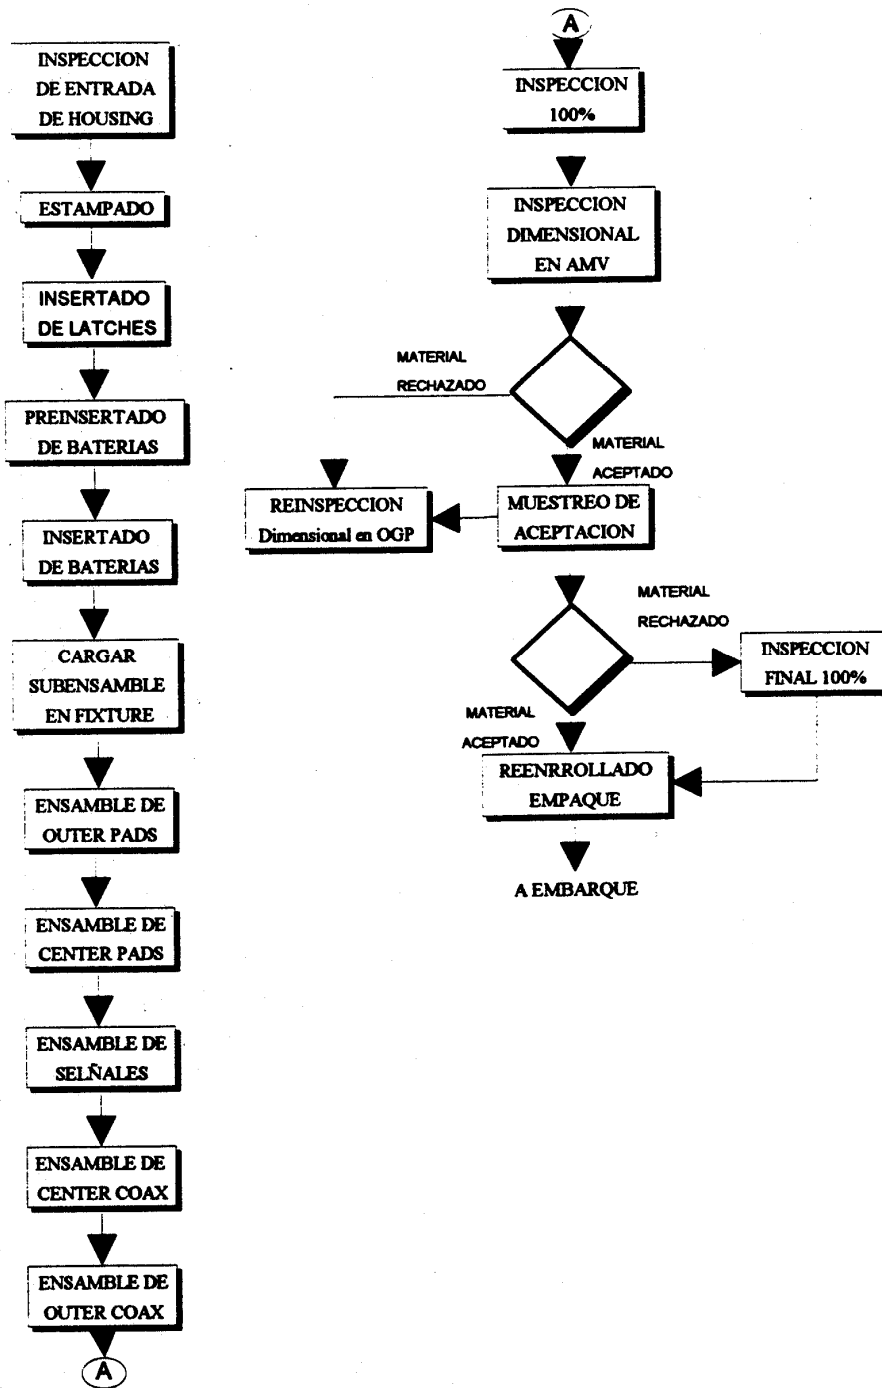 INSPECCION
DE ENTRADA
DE HOUSING
ESTAMPADO
INSERTADO
DE LATCHES
PREINSERTADO
DE BATERIAS
INSERTADO
DE BATERIAS
CARGAR
SUBENSAMBLE
EN FIXTURE
ENSAMBLE DE
OUTER PADS
ENSAMBLE DE
CENTER PADS
ENSAMBLE DE
SELÑALES
ENSAMBLE DE
CENTER COAX
ENSAMBLE DE
OUTER COAX
A
A
INSPECCION
100%
INSPECCION
DIMENSIONAL
EN AMV
MATERIAL
RECHAZADO
MATERIAL
ACEPTADO
REINSPECCION
Dimensional en OGP
MUESTREO DE
ACEPTACION
MATERIAL
RECHAZADO
INSPECCION
FINAL 100%
MATERIAL
ACEPTADO
REENRROLLADO
EMPAQUE
A EMBARQUE